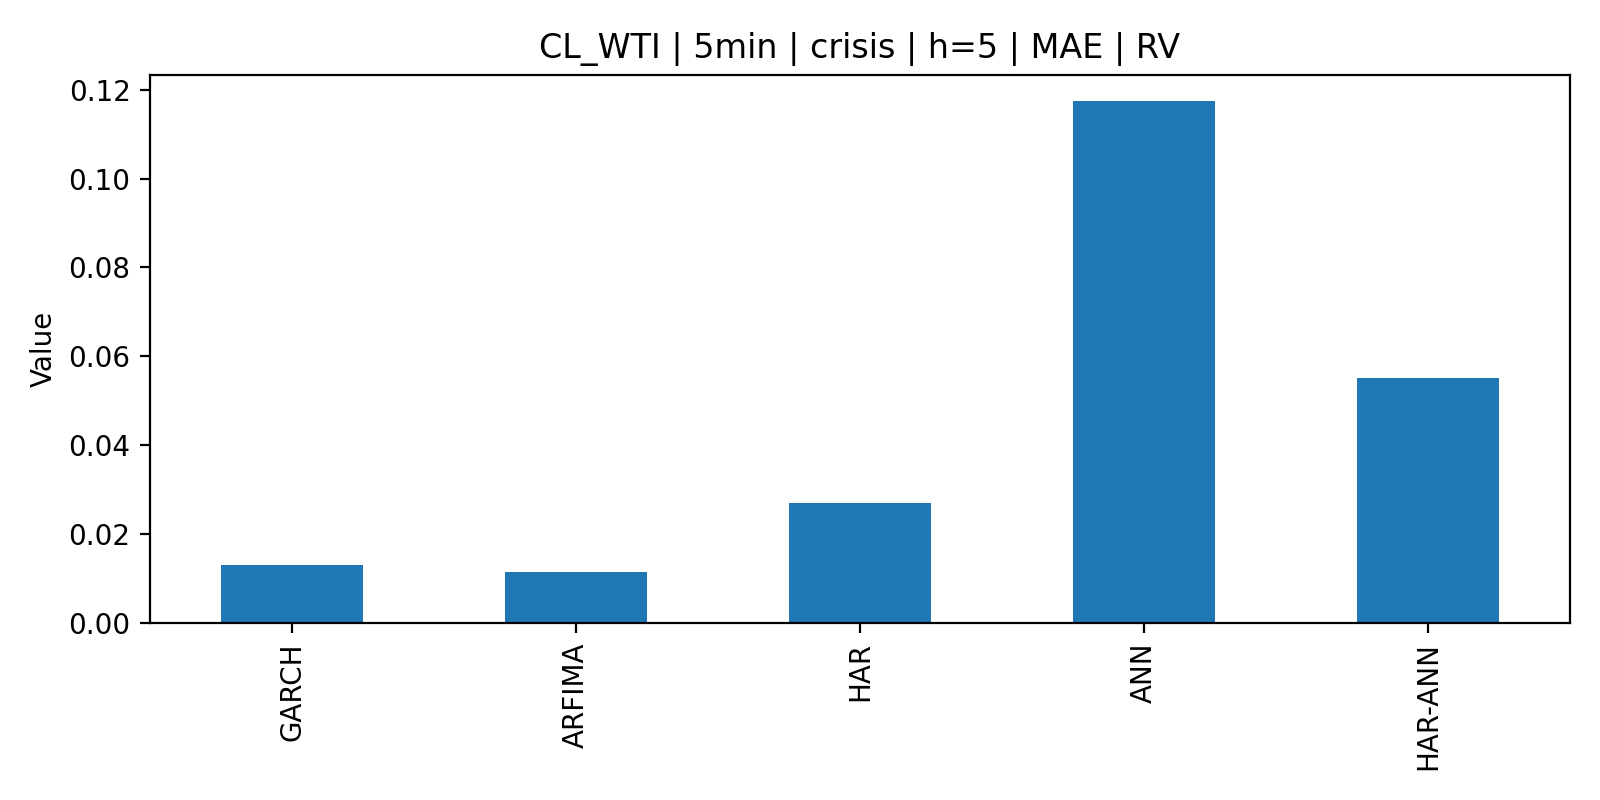 CL_WTI | 5min | crisis | h=5 | MAE | RV
Value
0.12
0.10
0.08
0.06
0.04
0.02
0.00
GARCH
ARFIMA
HAR
ANN
HAR-ANN